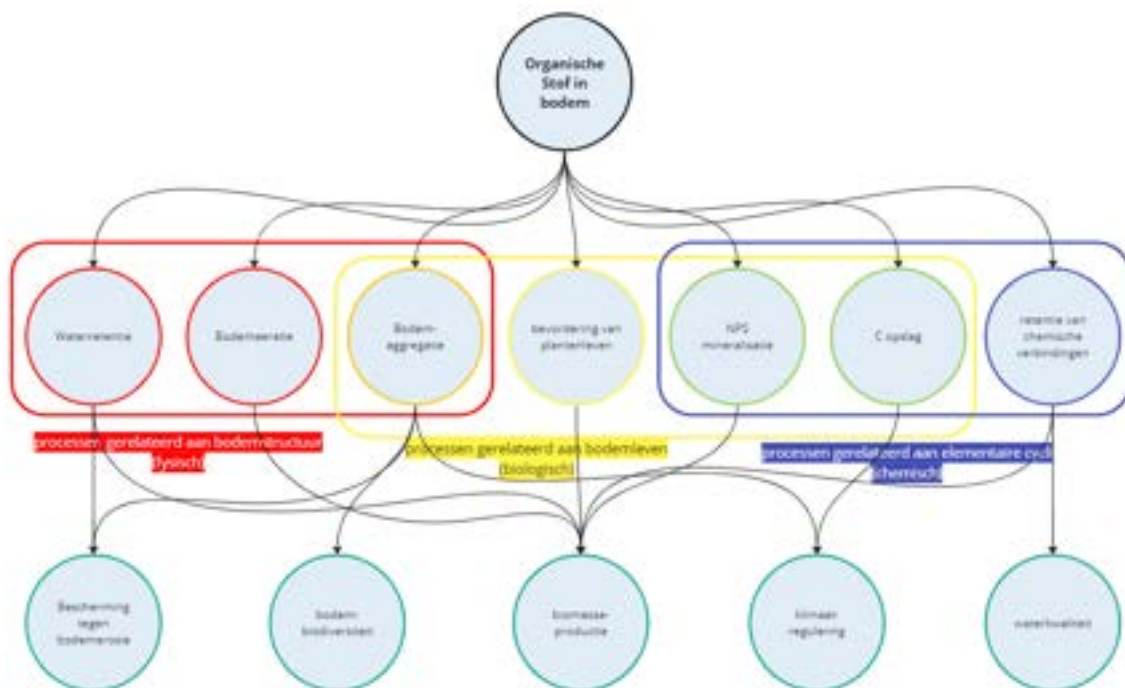 Organische
Stof in
bodem
Waterretentie
Bodemaeratie
Bodem-
aggregatie
bevordering van
plantenleven
NPS
mineralisatie
C opslag
retentie van
chemische
verbindingen
processen gerelateerd aan bodemstructuur
(fysisch)
processen gerelateerd aan bodemleven
(biologisch)
processen gerelateerd aan elementaire cycli
(chemisch)
Bescherming
tegen
bodemerosie
bodem-
biodiversiteit
biomassa-
productie
klimaat
regulering
waterkwaliteit